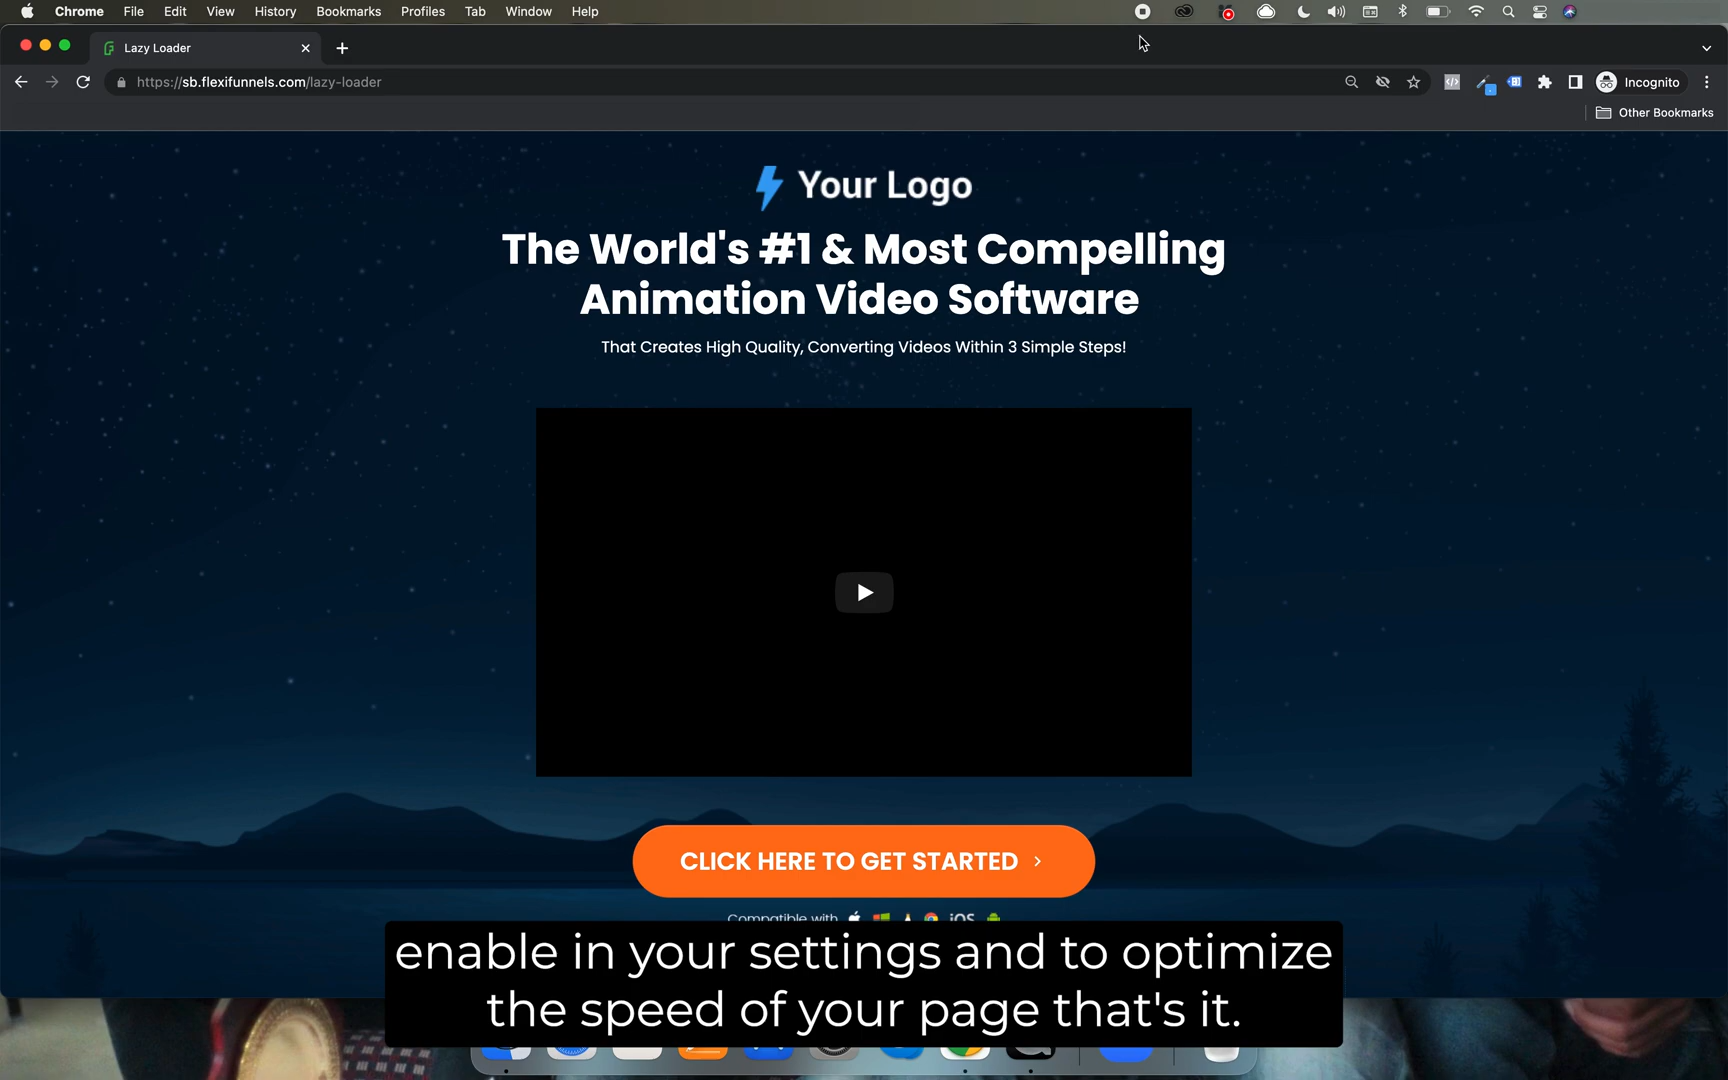 Chrome File Edit View History Bookmarks Profiles Tab Window Help
Lazy Loader
https://sb.flexifunnels.com/lazy-loader
Incognito
Other Bookmarks
Your Logo
The World's #1 & Most Compelling
Animation Video Software
That Creates High Quality, Converting Videos Within 3 Simple Steps!
CLICK HERE TO GET STARTED
Compatible with iOS
enable in your settings and to optimize
the speed of your page that's it.